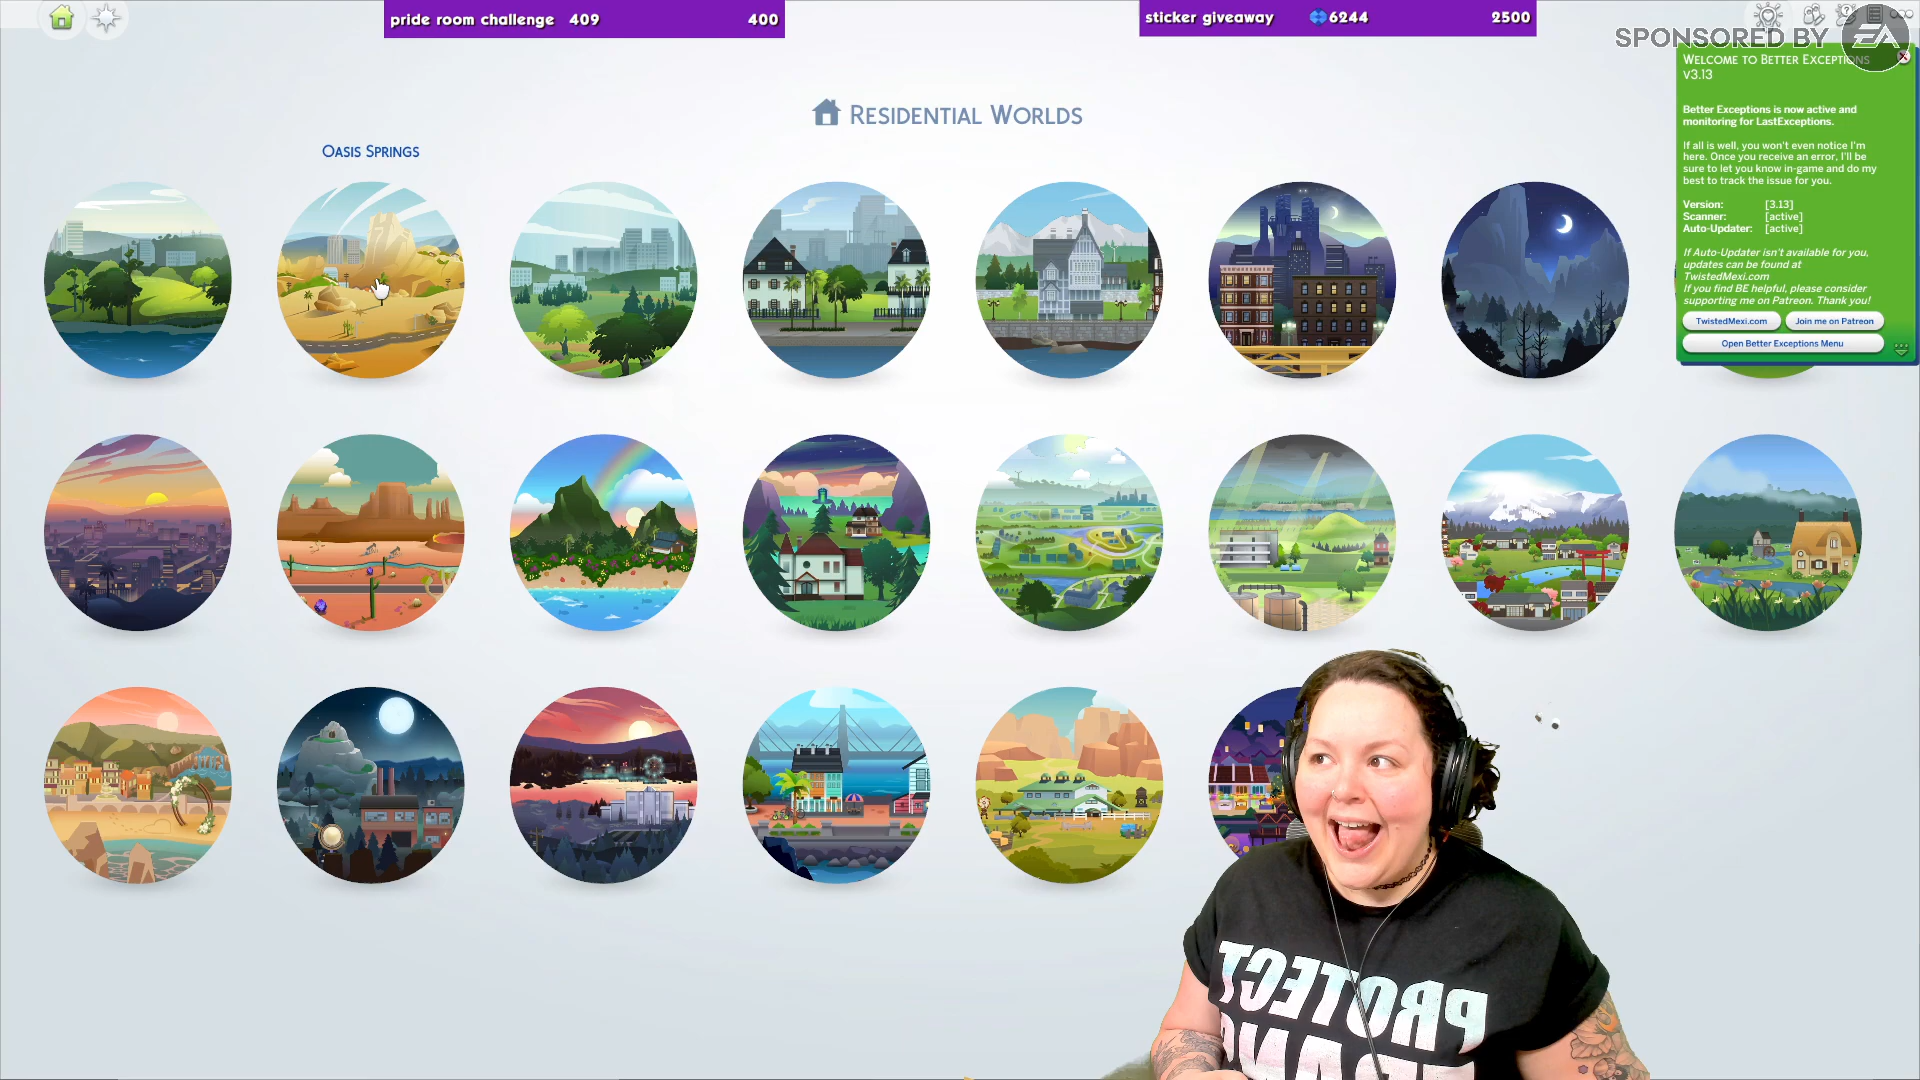 pride room challenge 409 400
sticker giveaway 6244 2500
SPONSORED BY EA
RESIDENTIAL WORLDS
OASIS SPRINGS
WELCOME TO BETTER EXCEPTIONS
V3.13
Better Exceptions is now active and
monitoring for LastExceptions.
If all is well, you won't even notice I'm
here. Once you receive an error, I'll be
sure to let you know in-game and do my
best to track the issue for you.
Version: [3.13]
Scanner: [active]
Auto-Updater: [active]
If Auto-Updater isn't available for you,
updates can be found at
TwistedMexi.com
If you find BE helpful, please consider
supporting me on Patreon. Thank you!
TwistedMexi.com Join me on Patreon
Open Better Exceptions Menu
PROTECT